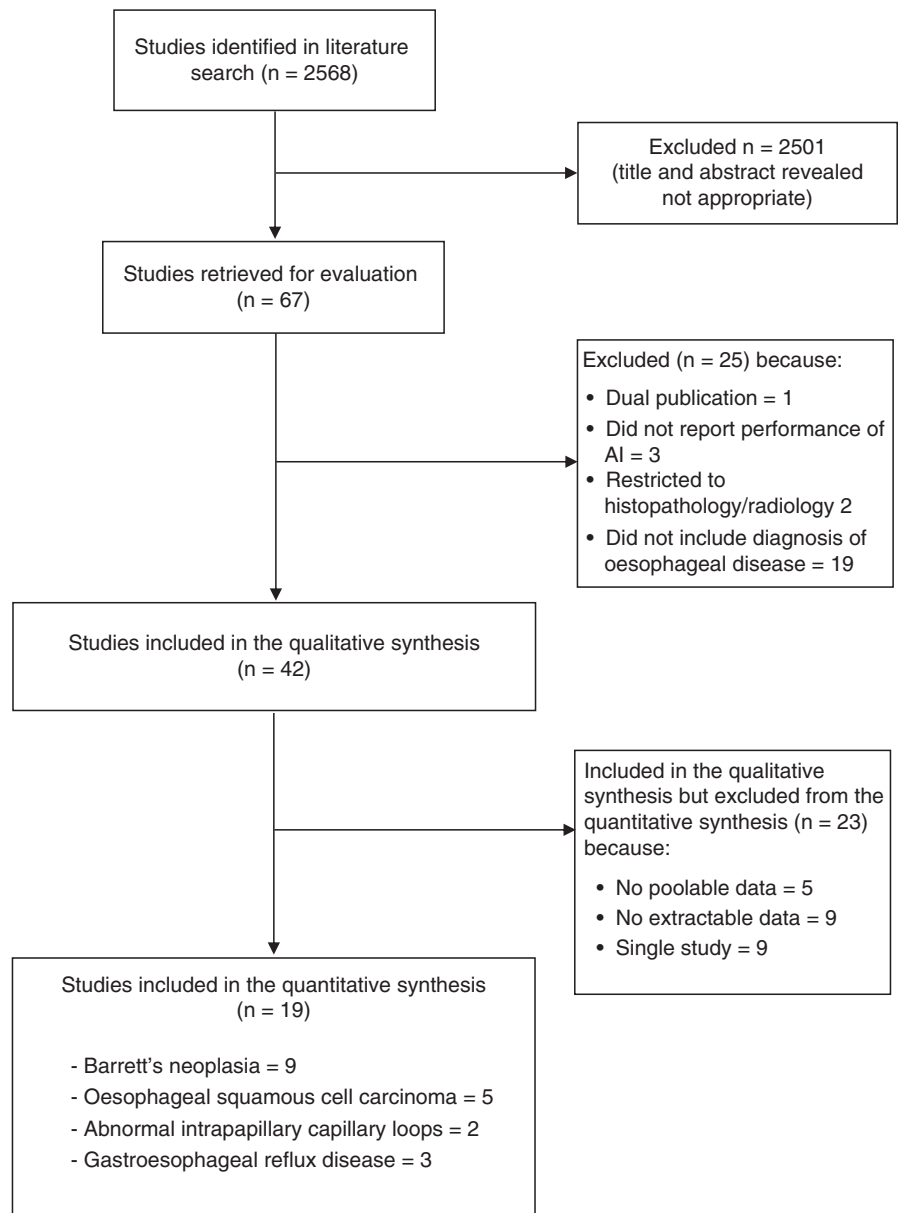 Studies identified in literature
search (n = 2568)
Excluded n = 2501
(title and abstract revealed
not appropriate)
Studies retrieved for evaluation
(n = 67)
Excluded (n = 25) because:
• Dual publication = 1
• Did not report performance of
AI = 3
• Restricted to
histopathology/radiology 2
• Did not include diagnosis of
oesophageal disease = 19
Studies included in the qualitative synthesis
(n = 42)
Included in the qualitative
synthesis but excluded from the
quantitative synthesis (n = 23)
because:
• No poolable data = 5
• No extractable data = 9
• Single study = 9
Studies included in the quantitative synthesis
(n = 19)
- Barrett's neoplasia = 9
- Oesophageal squamous cell carcinoma = 5
- Abnormal intrapapillary capillary loops = 2
- Gastroesophageal reflux disease = 3